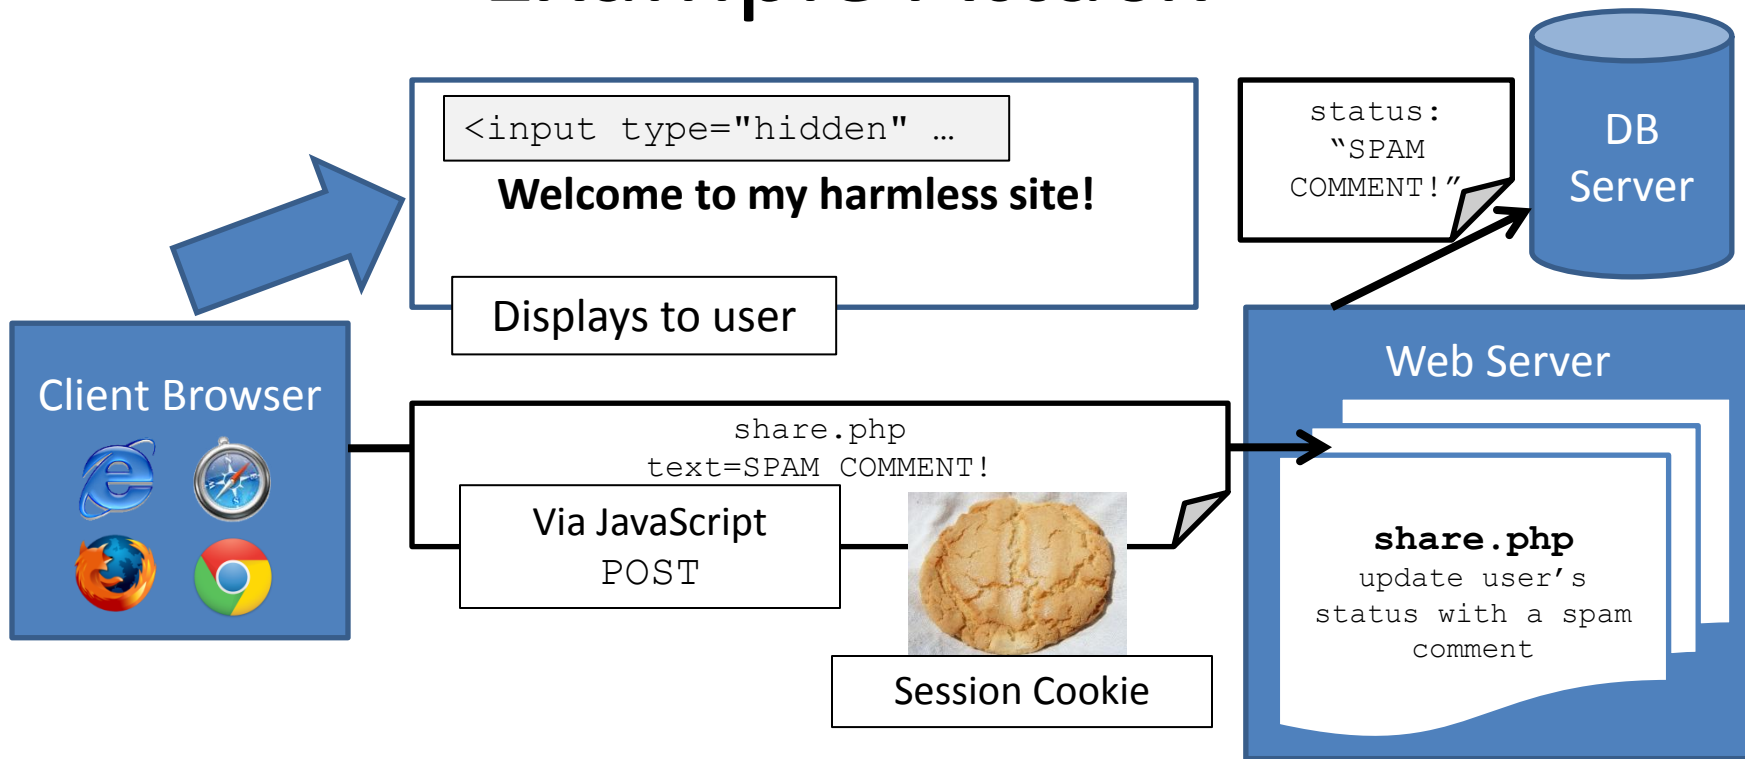 <input type="hidden" …
Welcome to my harmless site!
Displays to user
status:
“SPAM
COMMENT!”
DB
Server
Client Browser
share.php
text=SPAM COMMENT!
Via JavaScript
POST
Session Cookie
Web Server
share.php
update user’s
status with a spam
comment